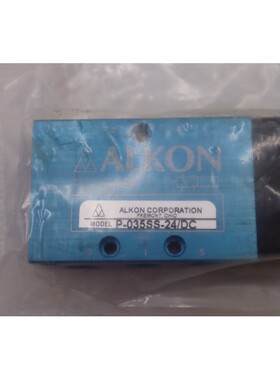 ALKON
ALKON CORPORATION
FREMONT, OHIO
MODEL P-035SS-24/DC